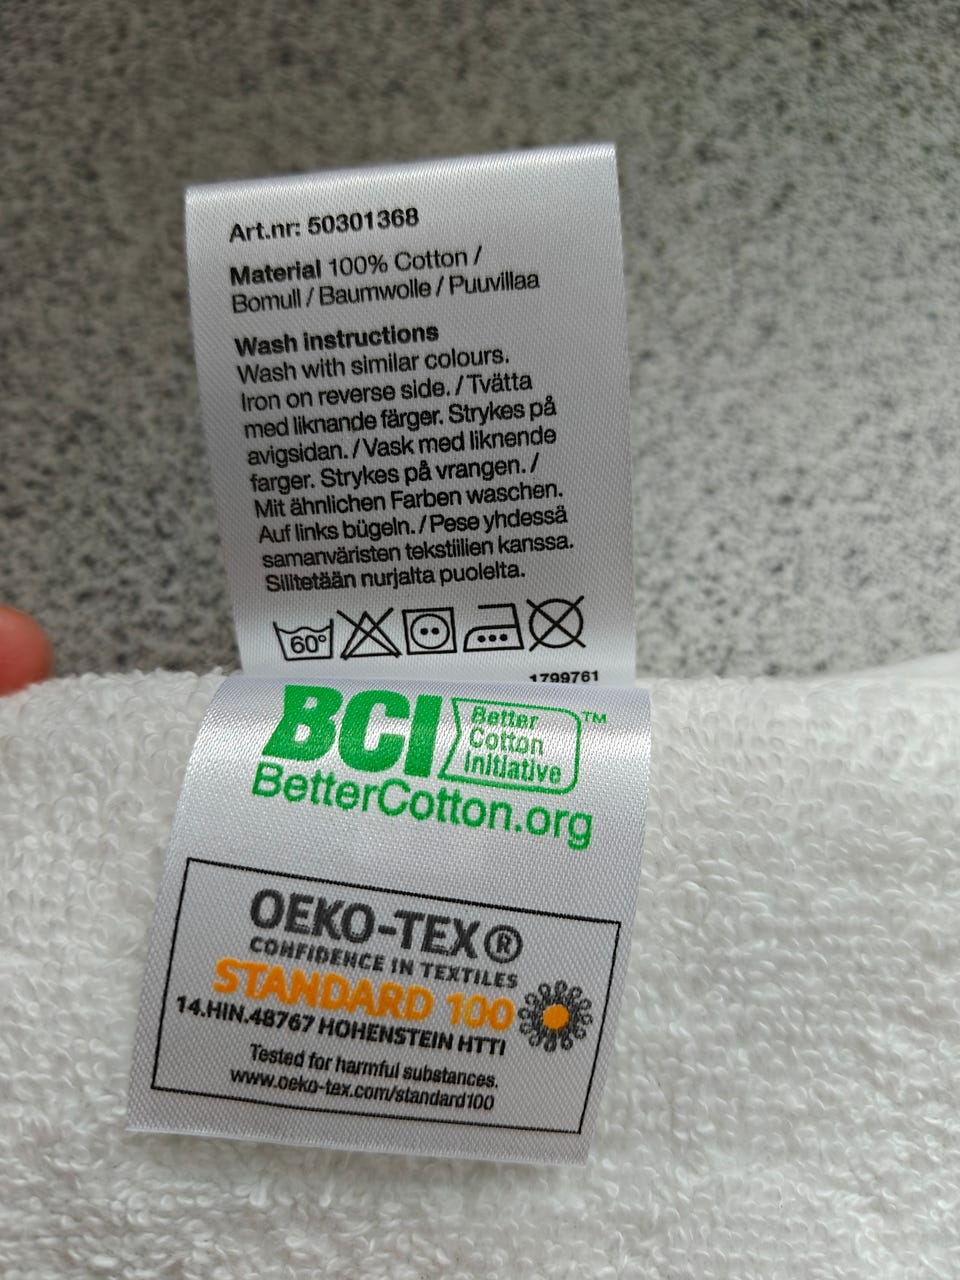 Art.nr: 50301368
Material 100% Cotton /
Bomull / Baumwolle / Puuvillaa
Wash instructions
Wash with similar colours.
Iron on reverse side. / Tvätta
med liknande färger. Strykes på
avigsidan. / Vask med liknende
farger. Strykes på vrangen. /
Mit ähnlichen Farben waschen.
Auf links bügeln. / Pese yhdessä
samanväristen tekstiilien kanssa.
Silitetään nurjalta puolelta.
60°
1799761
BCI Better Cotton Initiative ™
BetterCotton.org
OEKO-TEX®
CONFIDENCE IN TEXTILES
STANDARD 100
14.HIN.48767 HOHENSTEIN HTTI
Tested for harmful substances.
www.oeko-tex.com/standard100